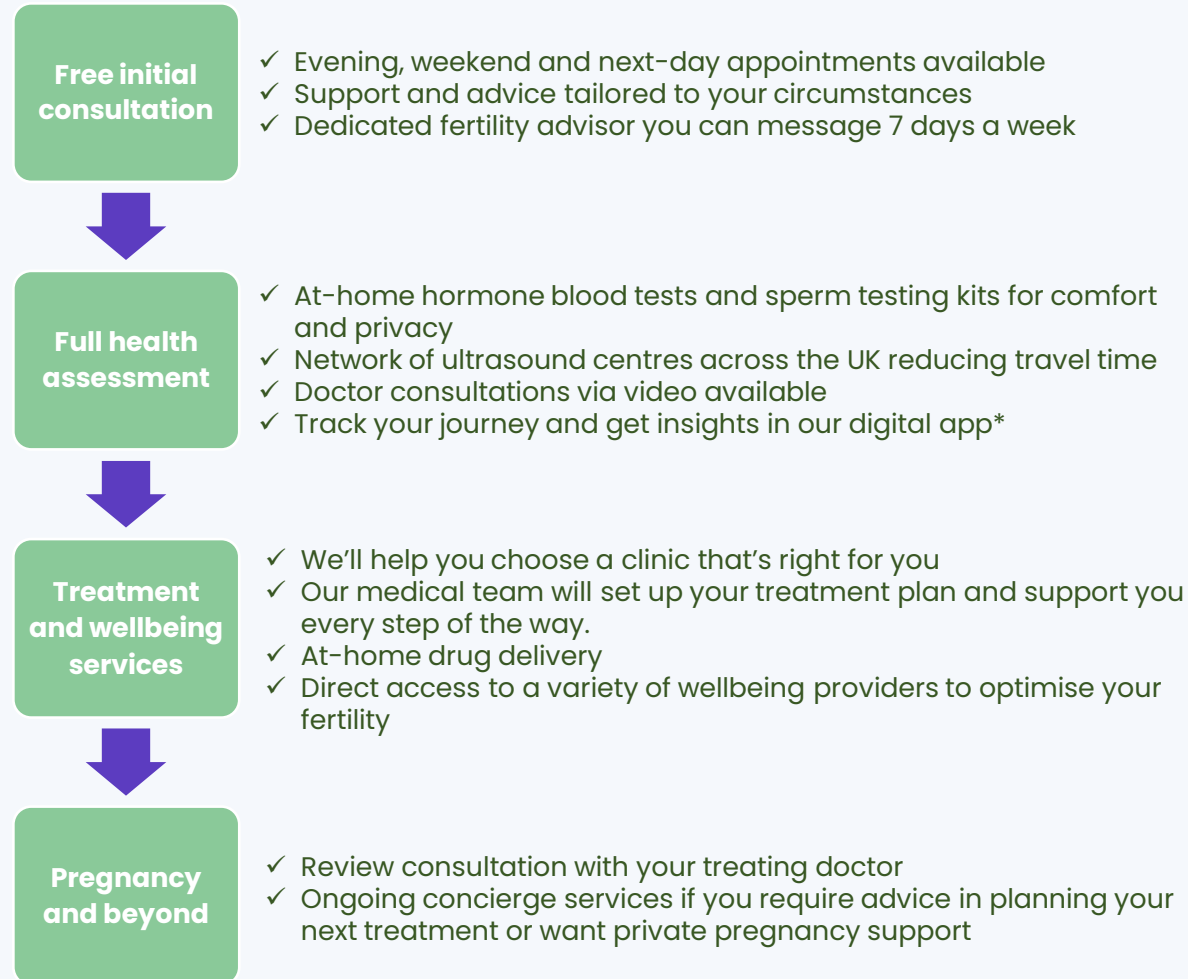 Free initial
consultation
✓ Evening, weekend and next-day appointments available
✓ Support and advice tailored to your circumstances
✓ Dedicated fertility advisor you can message 7 days a week
Full health
assessment
✓ At-home hormone blood tests and sperm testing kits for comfort
and privacy
✓ Network of ultrasound centres across the UK reducing travel time
✓ Doctor consultations via video available
✓ Track your journey and get insights in our digital app*
Treatment
and wellbeing
services
✓ We’ll help you choose a clinic that’s right for you
✓ Our medical team will set up your treatment plan and support you
every step of the way.
✓ At-home drug delivery
✓ Direct access to a variety of wellbeing providers to optimise your
fertility
Pregnancy
and beyond
✓ Review consultation with your treating doctor
✓ Ongoing concierge services if you require advice in planning your
next treatment or want private pregnancy support